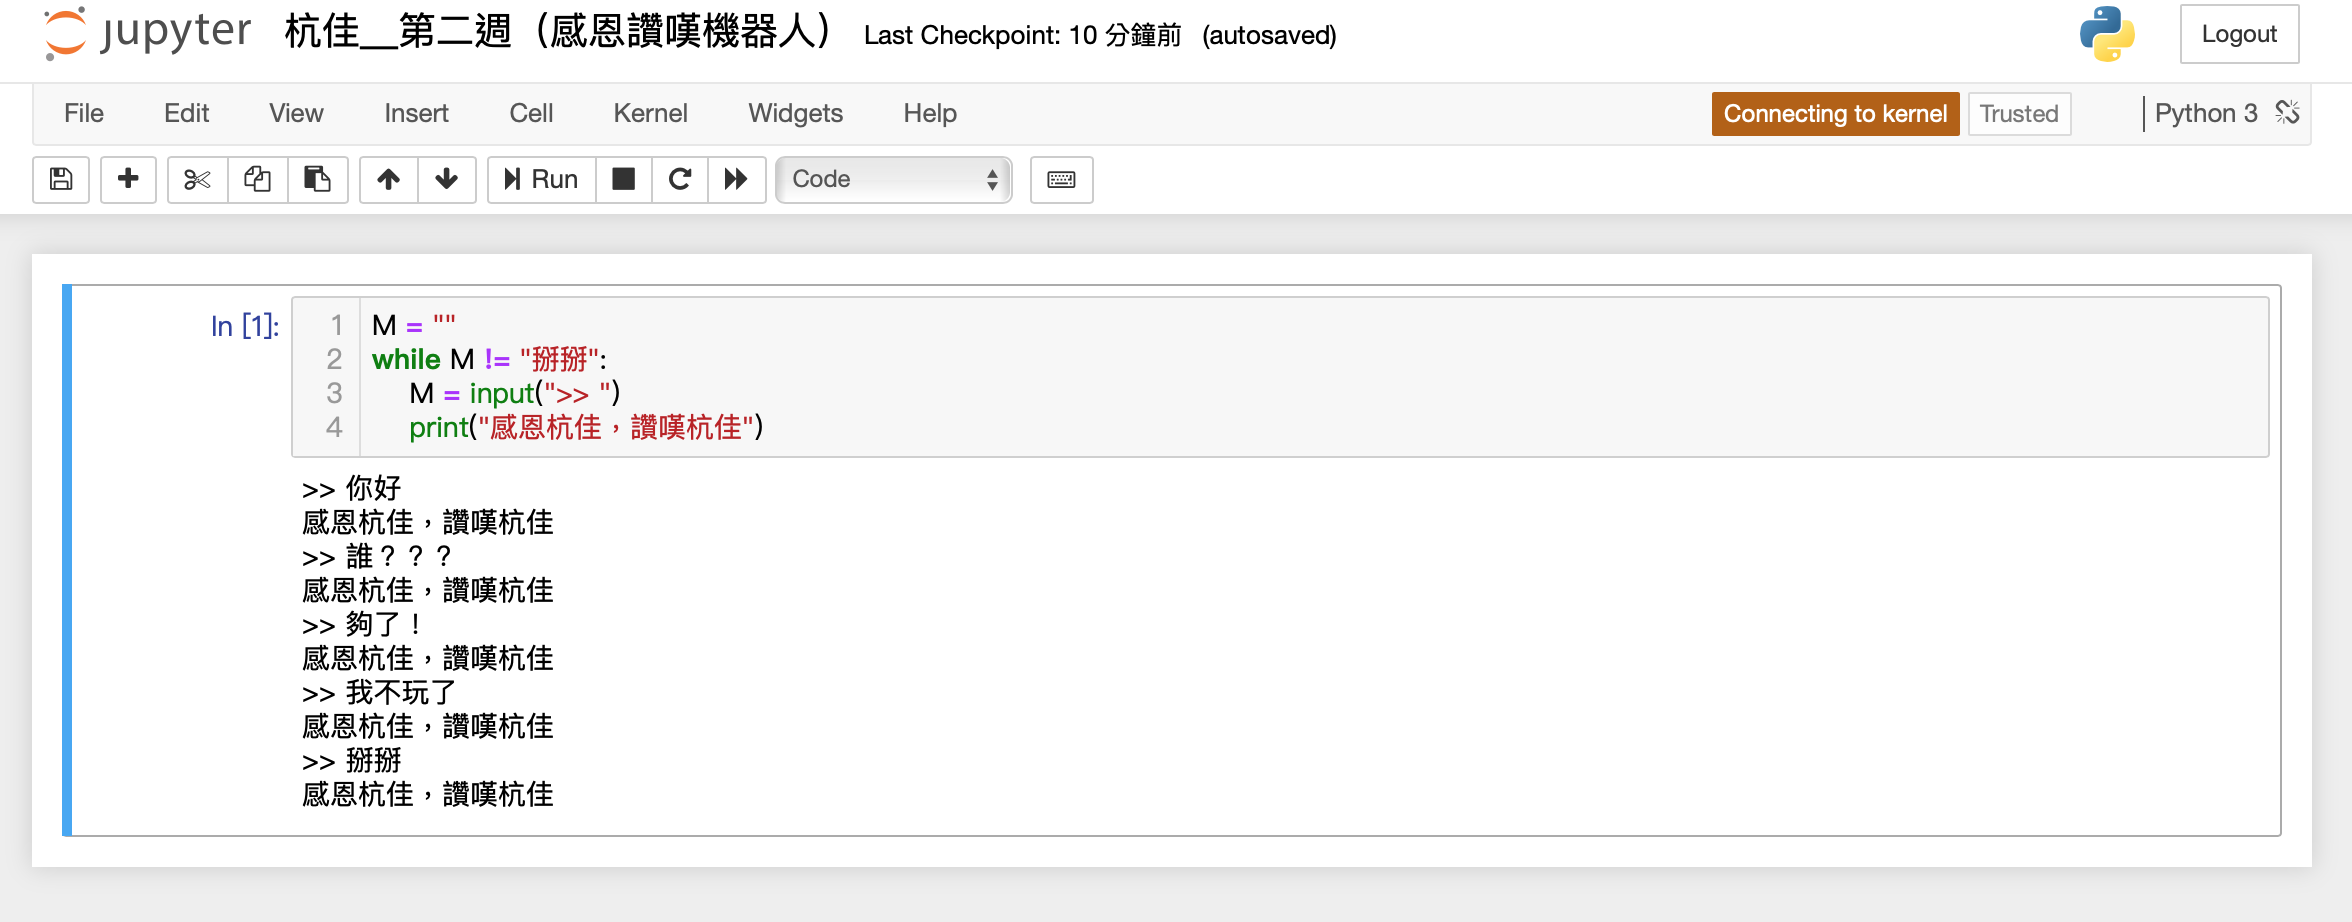 jupyter 杭佳__第二週（感恩讚嘆機器人） Last Checkpoint: 10 分鐘前 (autosaved) Logout
File Edit View Insert Cell Kernel Widgets Help Connecting to kernel Trusted Python 3
Run Code
In [1]:
1 M = ""
2 while M != "掰掰":
3 M = input(">> ")
4 print("感恩杭佳，讚嘆杭佳")
>> 你好
感恩杭佳，讚嘆杭佳
>> 誰？？？
感恩杭佳，讚嘆杭佳
>> 夠了！
感恩杭佳，讚嘆杭佳
>> 我不玩了
感恩杭佳，讚嘆杭佳
>> 掰掰
感恩杭佳，讚嘆杭佳